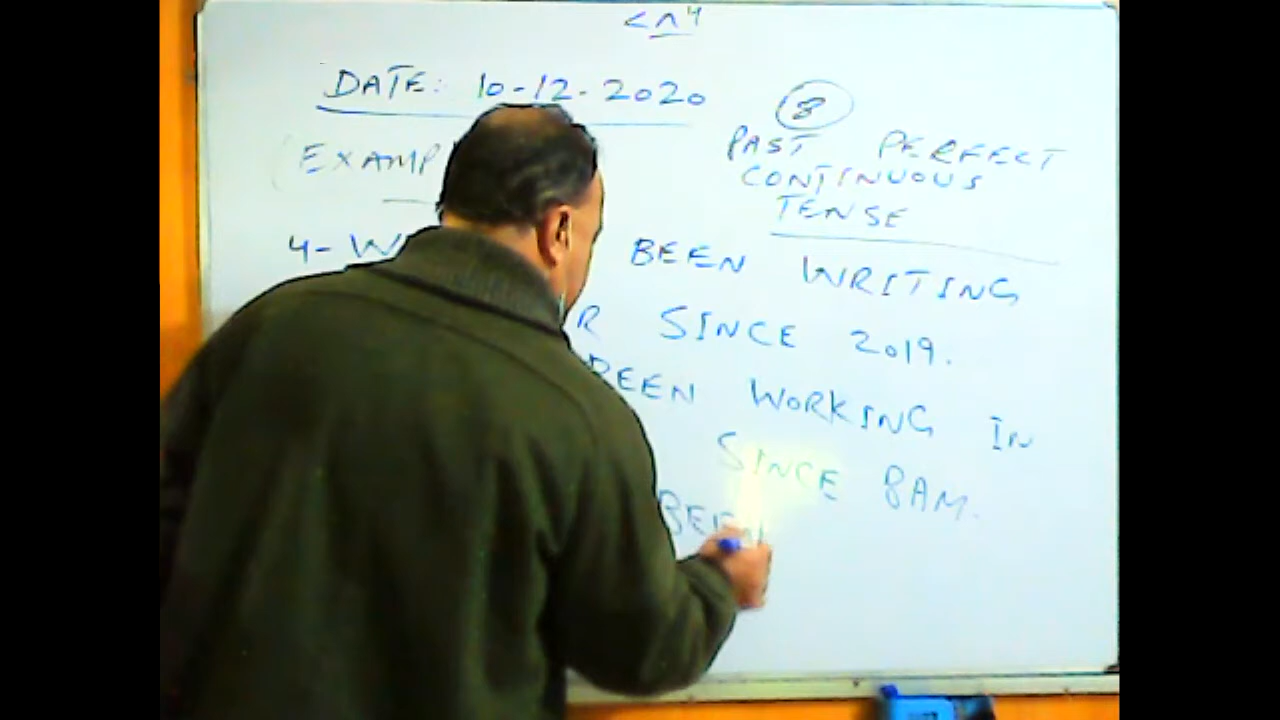 DATE: 10-12-2020
8
PAST PERFECT
CONTINUOUS
TENSE
EXAMP
4- W BEEN WRITING
R SINCE 2019.
BEEN WORKING IN
SINCE 8AM.
BEEN